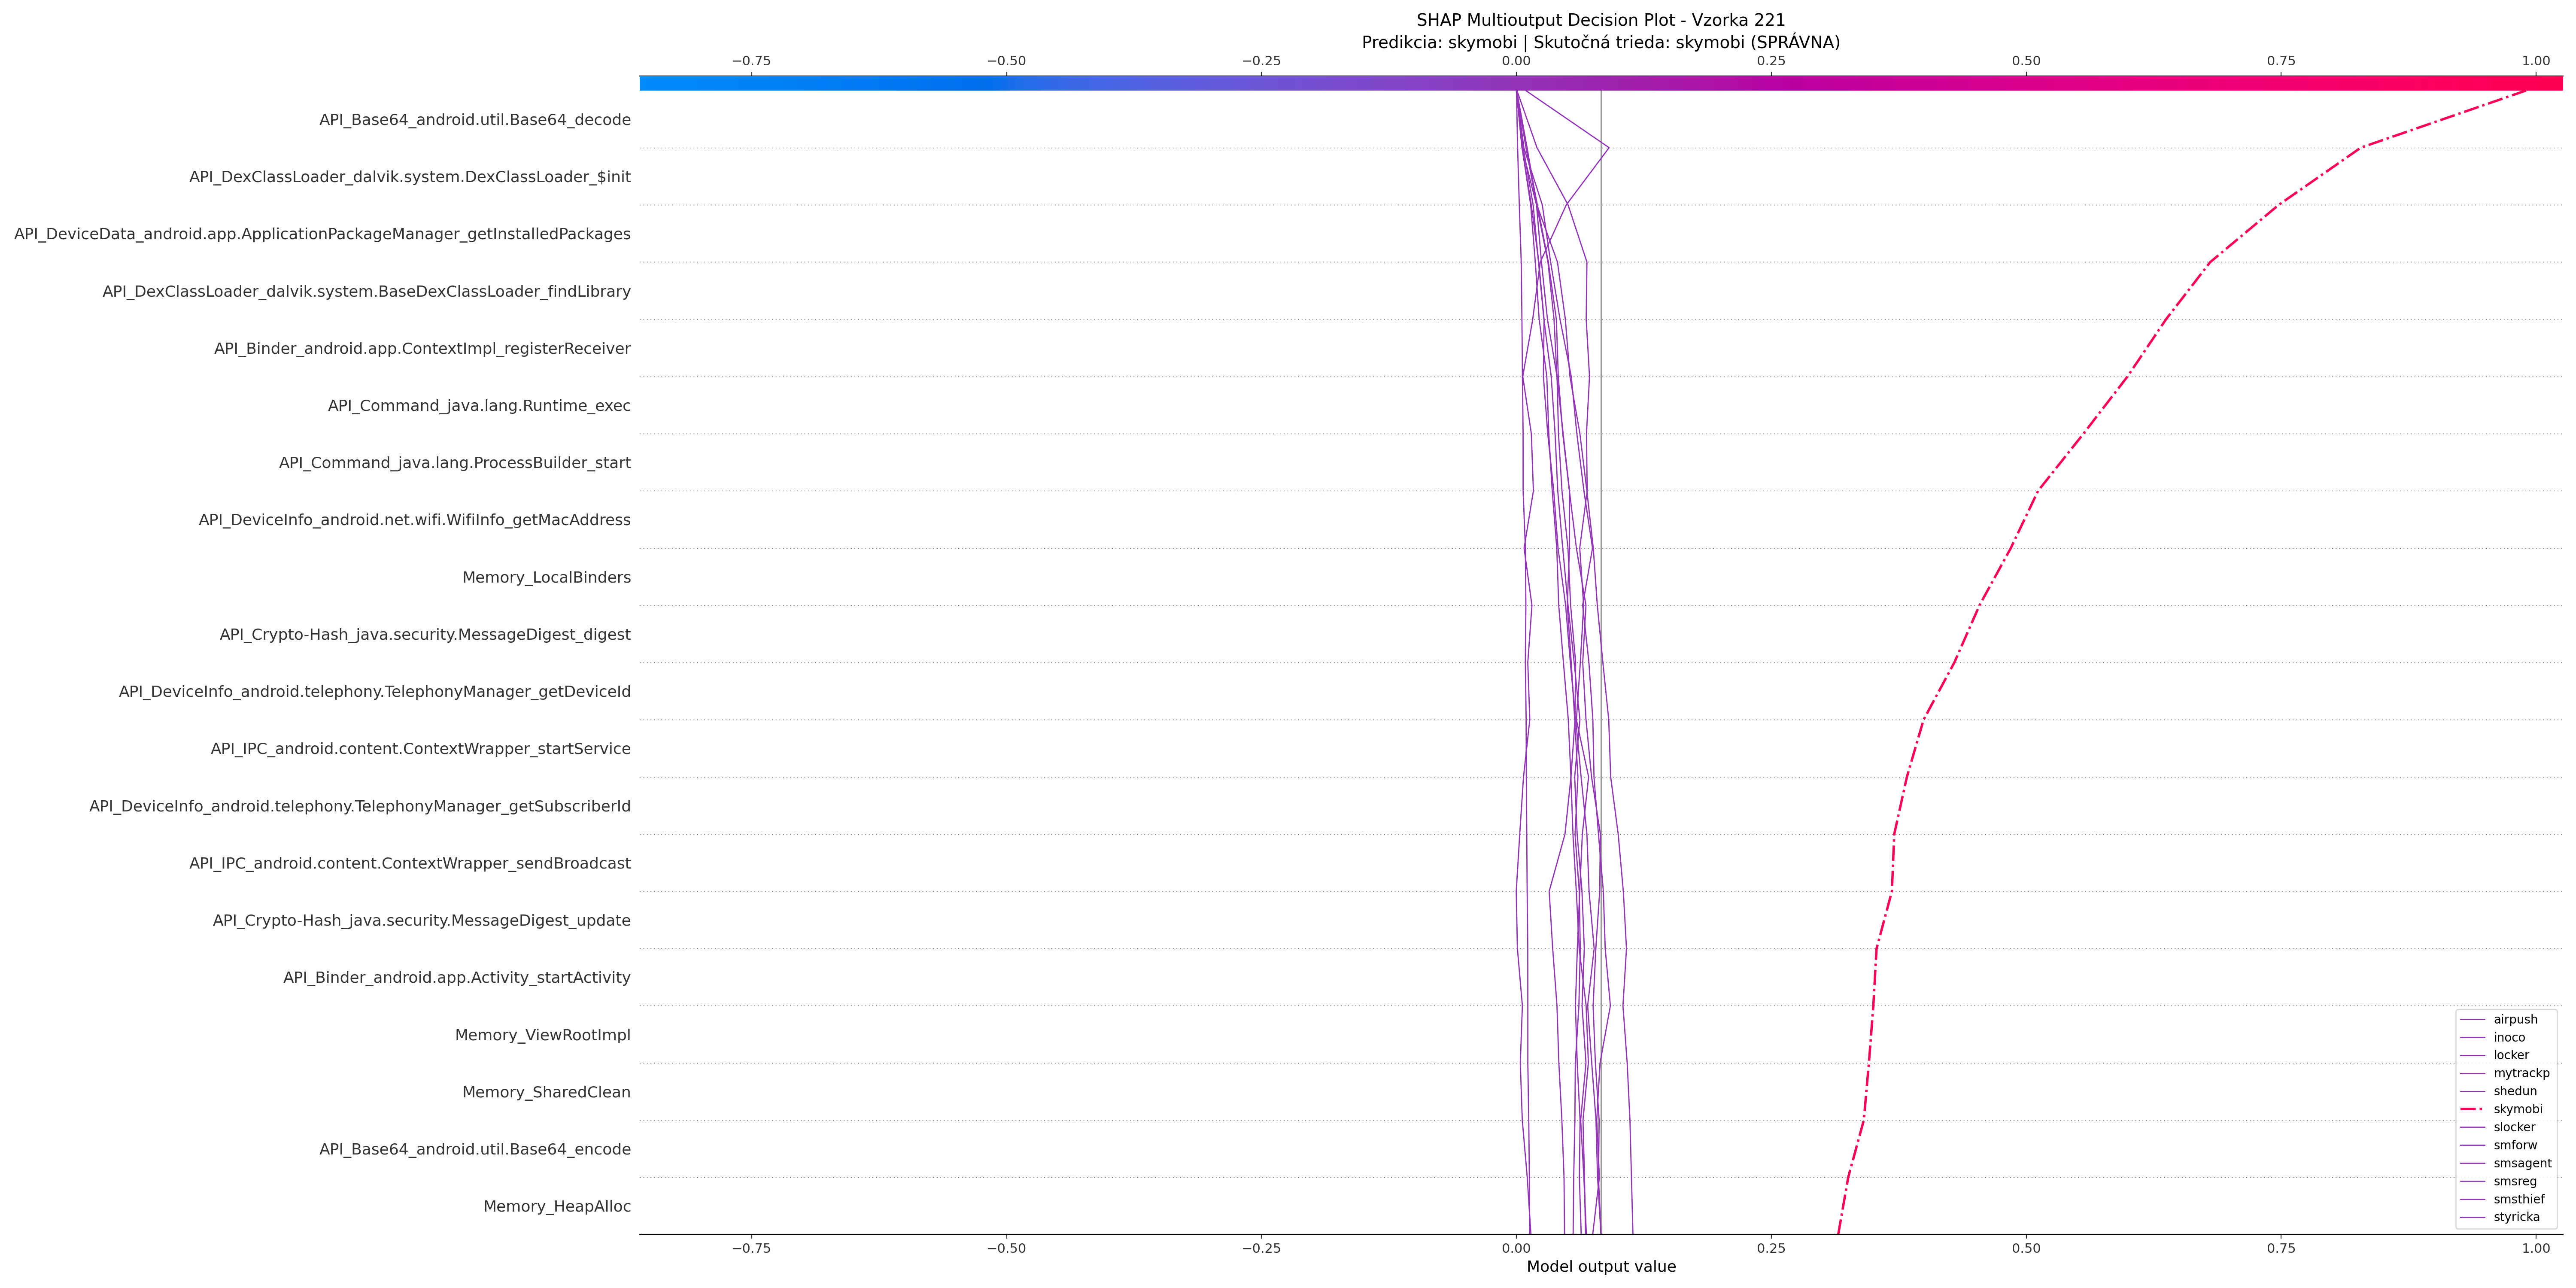 SHAP Multioutput Decision Plot - Vzorka 221
Predikcia: skymobi | Skutočná trieda: skymobi (SPRÁVNA)
−0.75 −0.50 −0.25 0.00 0.25 0.50 0.75 1.00
API_Base64_android.util.Base64_decode
API_DexClassLoader_dalvik.system.DexClassLoader_$init
API_DeviceData_android.app.ApplicationPackageManager_getInstalledPackages
API_DexClassLoader_dalvik.system.BaseDexClassLoader_findLibrary
API_Binder_android.app.ContextImpl_registerReceiver
API_Command_java.lang.Runtime_exec
API_Command_java.lang.ProcessBuilder_start
API_DeviceInfo_android.net.wifi.WifiInfo_getMacAddress
Memory_LocalBinders
API_Crypto-Hash_java.security.MessageDigest_digest
API_DeviceInfo_android.telephony.TelephonyManager_getDeviceId
API_IPC_android.content.ContextWrapper_startService
API_DeviceInfo_android.telephony.TelephonyManager_getSubscriberId
API_IPC_android.content.ContextWrapper_sendBroadcast
API_Crypto-Hash_java.security.MessageDigest_update
API_Binder_android.app.Activity_startActivity
Memory_ViewRootImpl
Memory_SharedClean
API_Base64_android.util.Base64_encode
Memory_HeapAlloc
airpush
inoco
locker
mytrackp
shedun
skymobi
slocker
smforw
smsagent
smsreg
smsthief
styricka
−0.75 −0.50 −0.25 0.00 0.25 0.50 0.75 1.00
Model output value